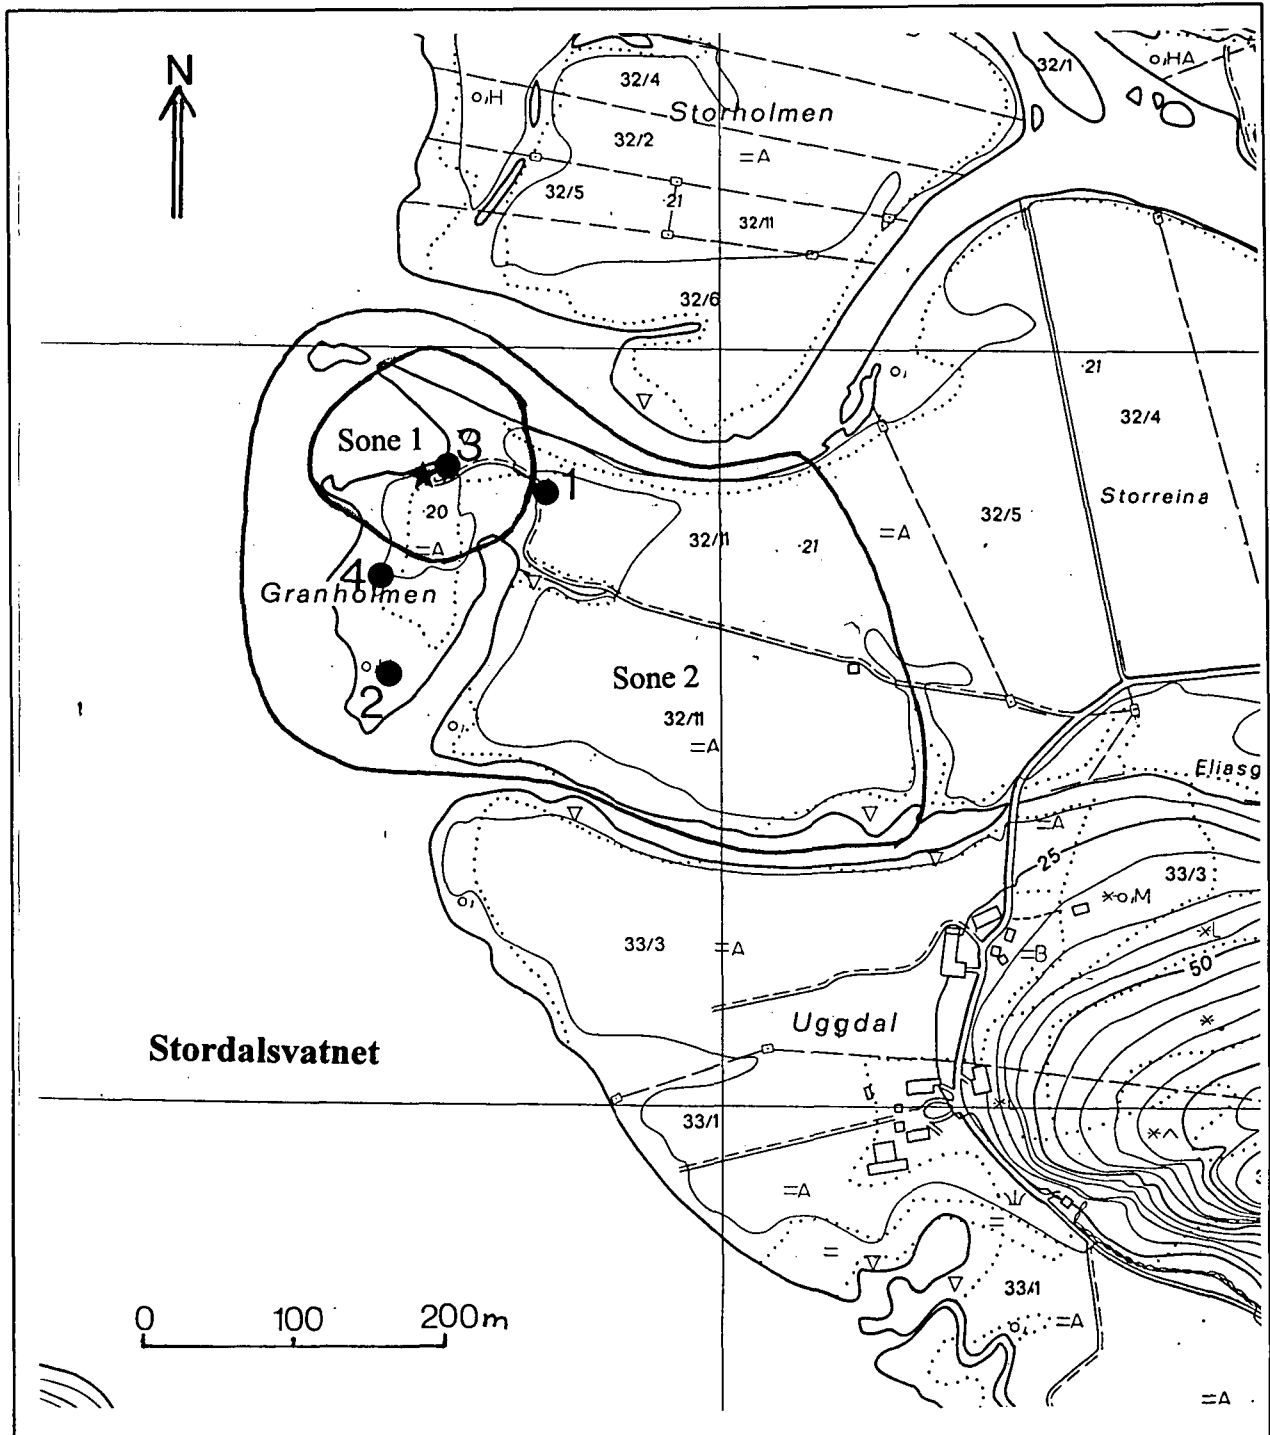 N
32/1
o,HA
32/4
o,H
Storholmen
32/2
=A
32/5
·21
32/11
32/6
·21
32/4
Sone 1
3
1
Storreina
·20
32/5
32/11
·21
=A
=A
4
Granholmen
Sone 2
2
32/11
=A
Eliasg
=A
25
33/3
o,M
L
33/3
=A
=B
50
Uggdal
Stordalsvatnet
33/1
=A
=
=
33/1
=A
0 100 200m
=A